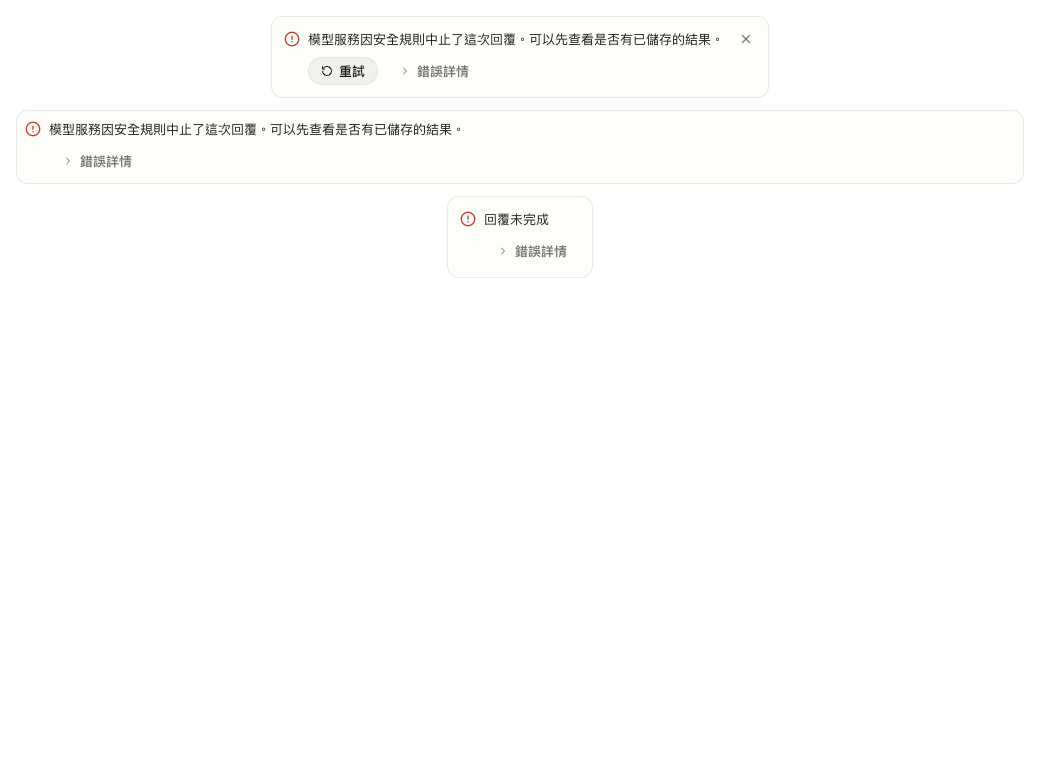 模型服務因安全規則中止了這次回覆。可以先查看是否有已儲存的結果。
重試 錯誤詳情
模型服務因安全規則中止了這次回覆。可以先查看是否有已儲存的結果。
錯誤詳情
回覆未完成
錯誤詳情